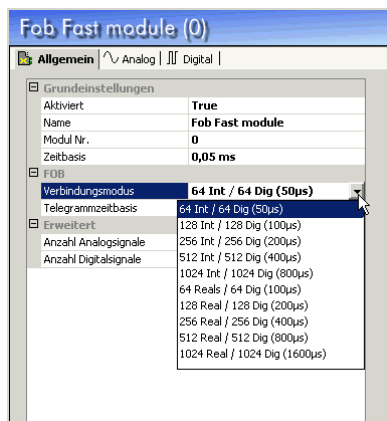 Fob Fast module (0)
Allgemein Analog Digital
Grundeinstellungen
Aktiviert True
Name Fob Fast module
Modul Nr. 0
Zeitbasis 0,05 ms
FOB
Verbindungsmodus 64 Int / 64 Dig (50µs)
Telegrammzeitbasis
Erweitert
Anzahl Analogsignale
Anzahl Digitalsignale
64 Int / 64 Dig (50µs)
128 Int / 128 Dig (100µs)
256 Int / 256 Dig (200µs)
512 Int / 512 Dig (400µs)
1024 Int / 1024 Dig (800µs)
64 Reals / 64 Dig (100µs)
128 Real / 128 Dig (200µs)
256 Real / 256 Dig (400µs)
512 Real / 512 Dig (800µs)
1024 Real / 1024 Dig (1600µs)